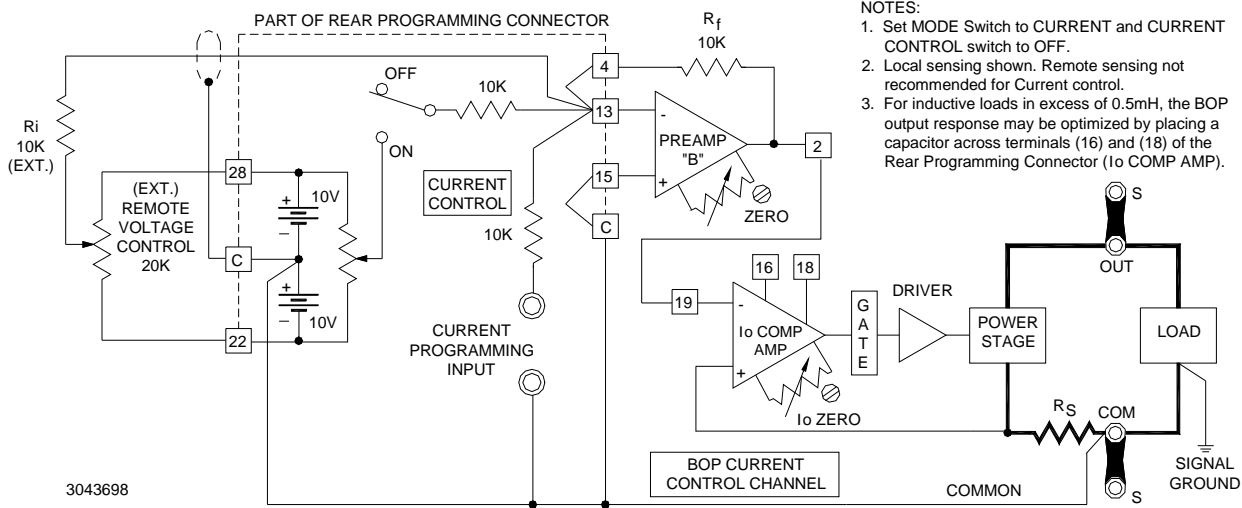 PART OF REAR PROGRAMMING CONNECTOR
Rf
10K
NOTES:
1. Set MODE Switch to CURRENT and CURRENT
CONTROL switch to OFF.
2. Local sensing shown. Remote sensing not
recommended for Current control.
3. For inductive loads in excess of 0.5mH, the BOP
output response may be optimized by placing a
capacitor across terminals (16) and (18) of the
Rear Programming Connector (Io COMP AMP).
4
OFF
10K
13
-
PREAMP
"B"
2
Ri
10K
(EXT.)
ON
28
15
+
(EXT.)
REMOTE
VOLTAGE
CONTROL
20K
+
10V
–
CURRENT
CONTROL
10K
ZERO
C
C
+
10V
–
22
S
OUT
16
18
19
-
Io COMP
AMP
+
GATE
DRIVER
POWER
STAGE
LOAD
CURRENT
PROGRAMMING
INPUT
Io ZERO
RS
COM
BOP CURRENT
CONTROL CHANNEL
COMMON
SIGNAL
GROUND
S
3043698